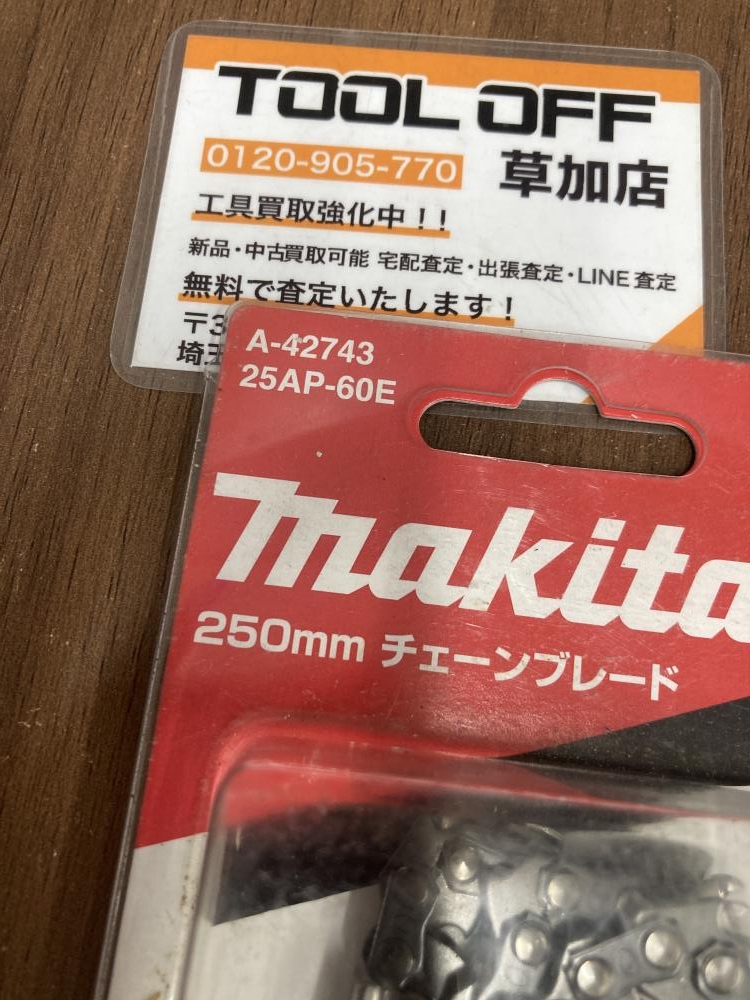 TOOL OFF
0120-905-770 草加店
工具買取強化中！！
新品・中古買取可能 宅配査定・出張査定・LINE査定
無料で査定いたします！
〒3
埼玉
A-42743
25AP-60E
makita
250mm チェーンブレード